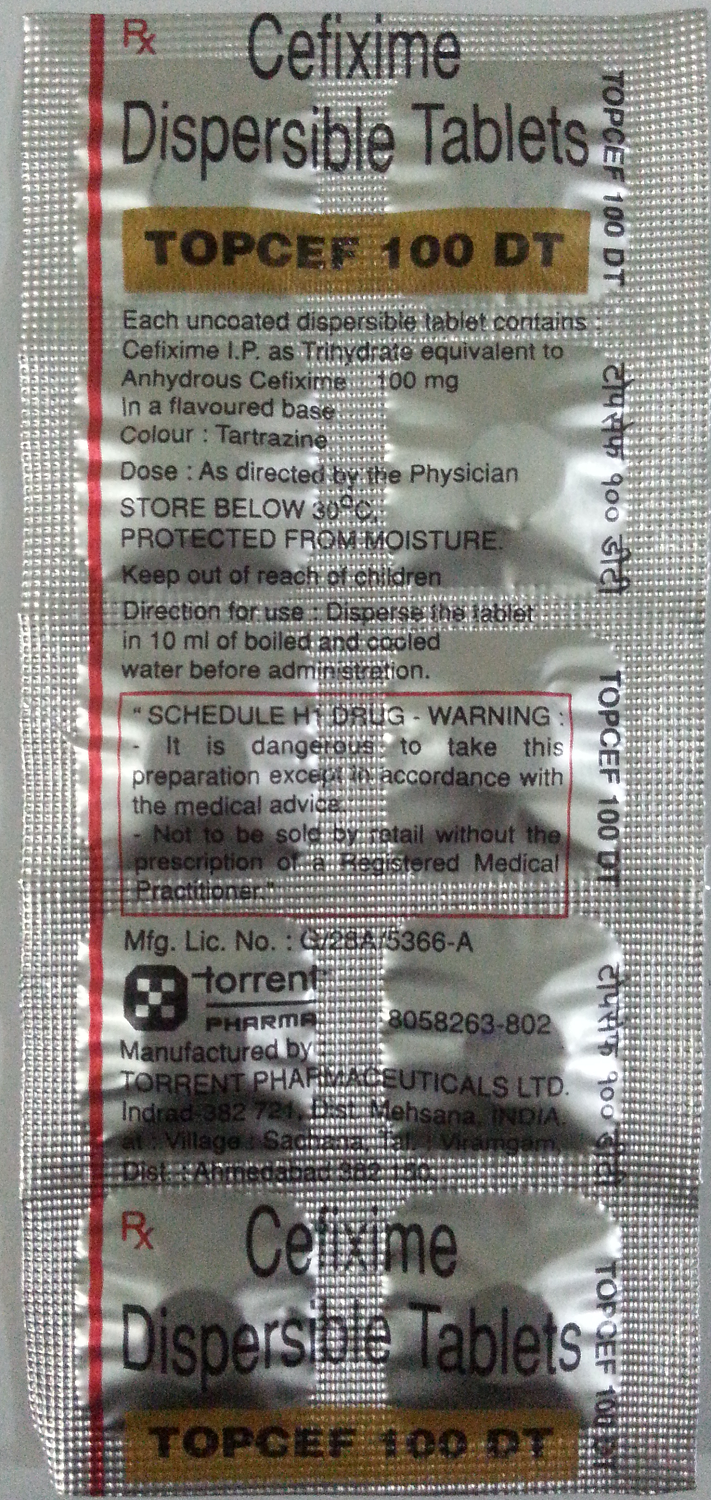 Rx
Cefixime
Dispersible Tablets
TOPCEF 100 DT
Each uncoated dispersible tablet contains :
Cefixime I.P. as Trihydrate equivalent to
Anhydrous Cefixime 100 mg
In a flavoured base
Colour : Tartrazine
Dose : As directed by the Physician
STORE BELOW 30°C,
PROTECTED FROM MOISTURE.
Keep out of reach of children
Direction for use : Disperse the tablet
in 10 ml of boiled and cooled
water before administration.
" SCHEDULE H1 DRUG - WARNING :
- It is dangerous to take this
preparation except in accordance with
the medical advice.
- Not to be sold by retail without the
prescription of a Registered Medical
Practitioner."
Mfg. Lic. No. : G/28A/5366-A
torrent
PHARMA
8058263-802
Manufactured by :
TORRENT PHARMACEUTICALS LTD.
Indrad-382 721, Dist. Mehsana, INDIA.
at : Village : Sachana, Tal. : Viramgam,
Dist. : Ahmedabad 382 150.
Rx
Cefixime
Dispersible Tablets
TOPCEF 100 DT
TOPCEF 100 DT
टोपसेफ १०० डीटी
TOPCEF 100 DT
टोपसेफ १०० डीटी
TOPCEF 100 DT